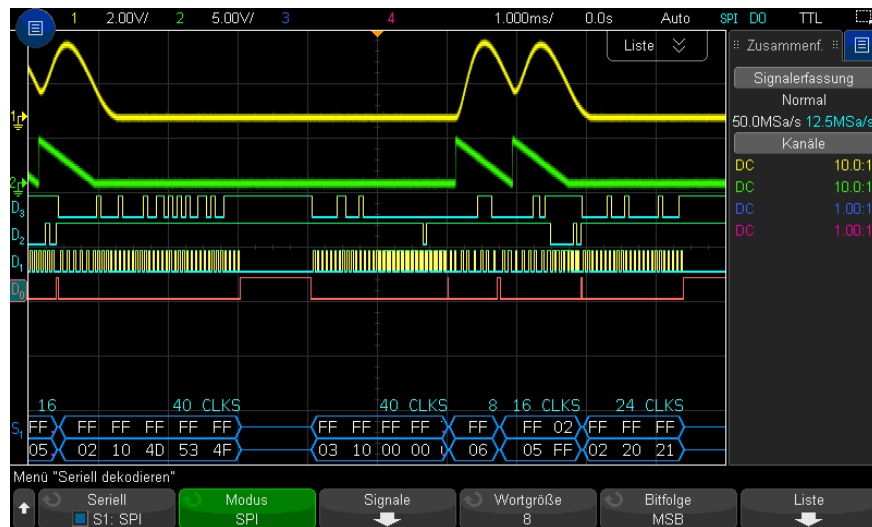 1 2.00V/ 2 5.00V/ 3 4 1.000ms/ 0.0s Auto SPI D0 TTL
Liste
Zusammenf.
Signalerfassung
Normal
50.0MSa/s 12.5MSa/s
Kanäle
DC 10.0:1
DC 10.0:1
DC 1.00:1
DC 1.00:1
1
2
D3
D2
D1
D0
16 40 CLKS 40 CLKS 8 16 CLKS 24 CLKS
S1 FF FF FF FF FF FF FF FF FF FF FF FF 02 FF FF FF
05 02 10 4D 53 4F 03 10 00 00 06 05 FF 02 20 21
Menü "Seriell dekodieren"
Seriell Modus Signale Wortgröße Bitfolge Liste
S1: SPI SPI 8 MSB